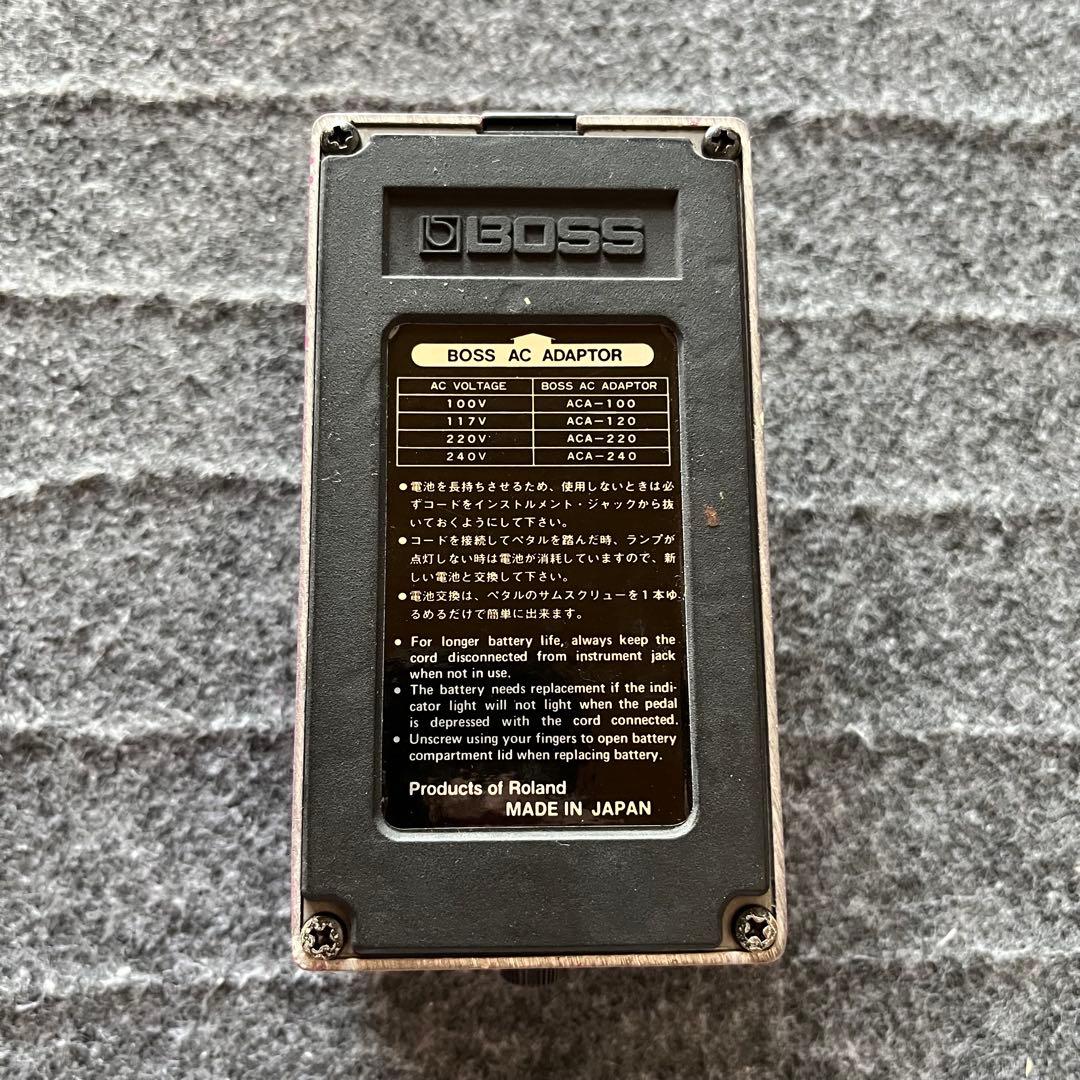 BOSS
BOSS AC ADAPTOR
AC VOLTAGE BOSS AC ADAPTOR
100V ACA-100
117V ACA-120
220V ACA-220
240V ACA-240
●電池を長持ちさせるため、使用しないときは必
ずコードをインストルメント・ジャックから抜
いておくようにして下さい。
●コードを接続してペタルを踏んだ時、ランプが
点灯しない時は電池が消耗していますので、新
しい電池と交換して下さい。
●電池交換は、ペタルのサムスクリューを1本ゆ
るめるだけで簡単に出来ます。
● For longer battery life, always keep the
cord disconnected from instrument jack
when not in use.
● The battery needs replacement if the indi-
cator light will not light when the pedal
is depressed with the cord connected.
● Unscrew using your fingers to open battery
compartment lid when replacing battery.
Products of Roland
MADE IN JAPAN